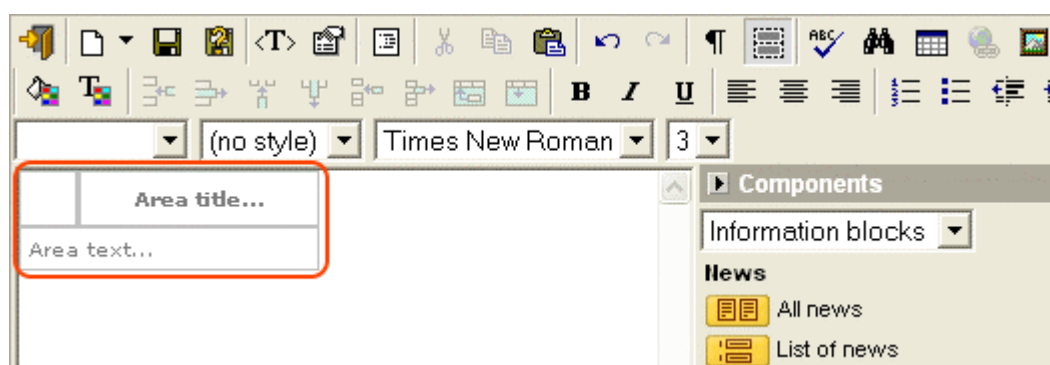 <T> ABC
B I U
(no style) Times New Roman 3
Area title...
Area text...
Components
Information blocks
News
All news
List of news